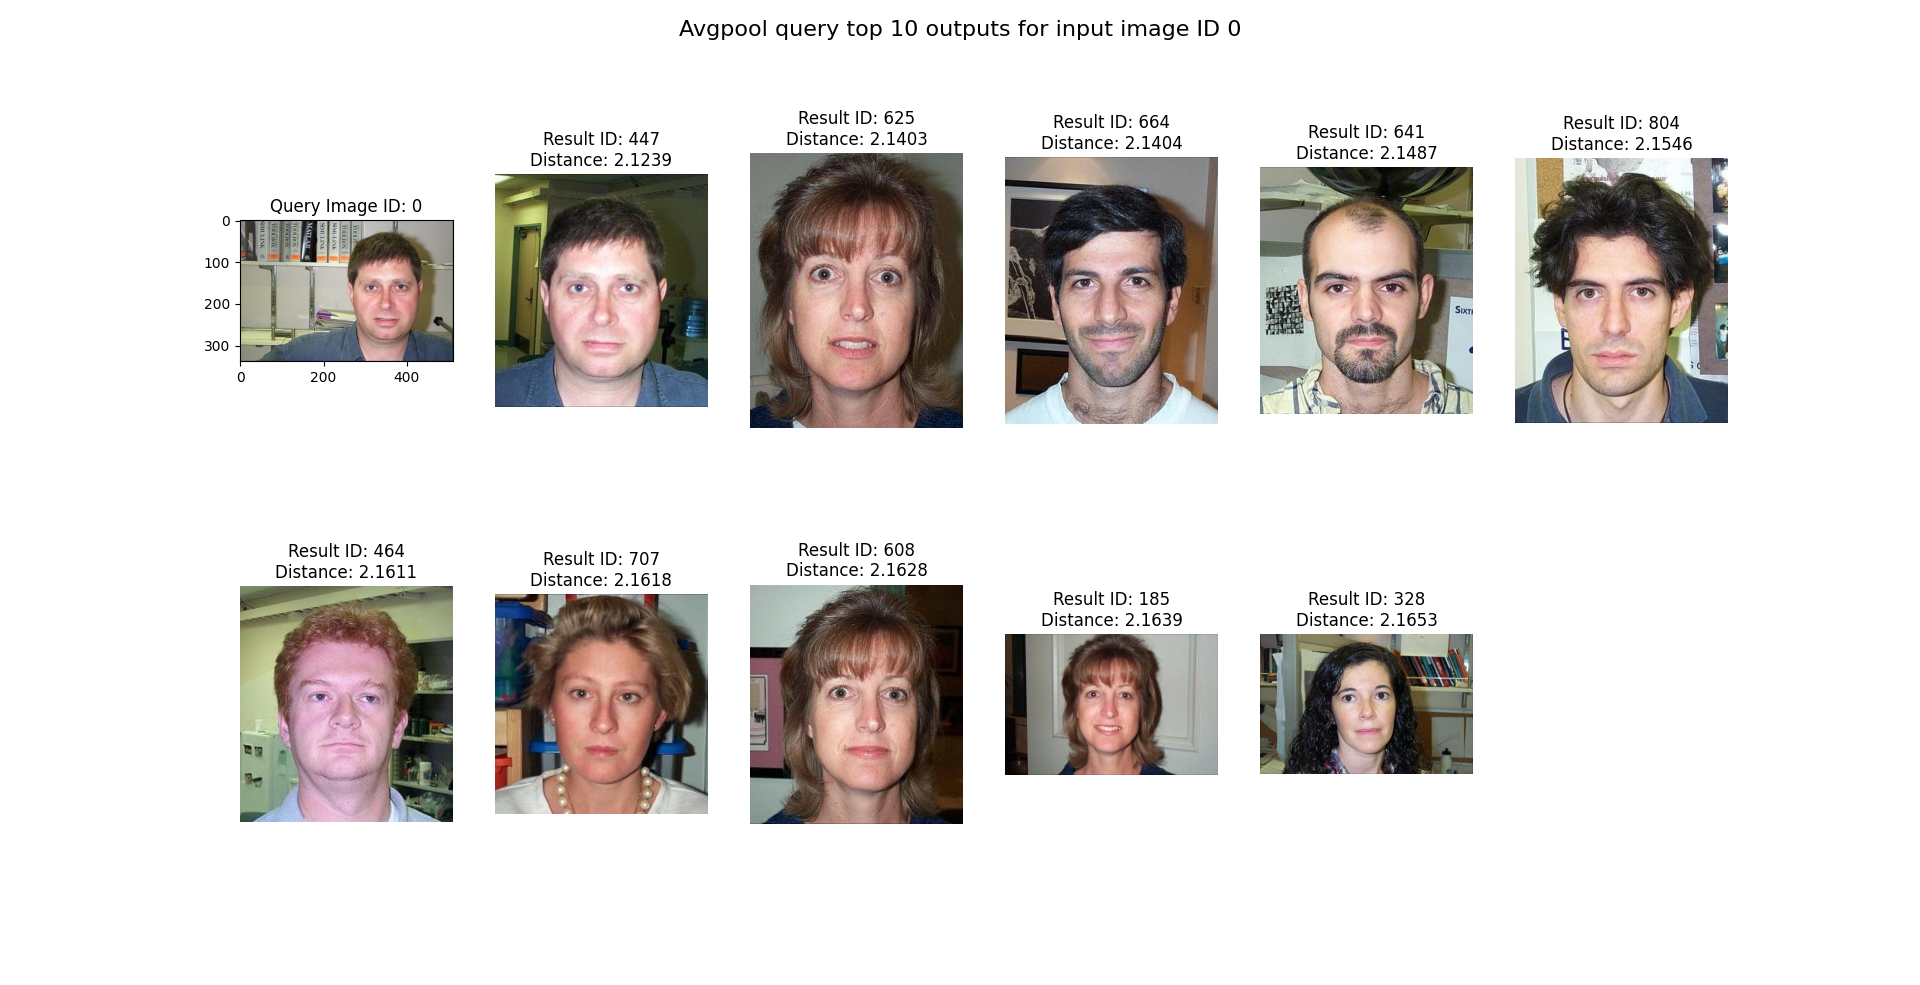 Avgpool query top 10 outputs for input image ID 0
Query Image ID: 0
0
100
200
300
0
200
400
Result ID: 447
Distance: 2.1239
Result ID: 625
Distance: 2.1403
Result ID: 664
Distance: 2.1404
Result ID: 641
Distance: 2.1487
Result ID: 804
Distance: 2.1546
Result ID: 464
Distance: 2.1611
Result ID: 707
Distance: 2.1618
Result ID: 608
Distance: 2.1628
Result ID: 185
Distance: 2.1639
Result ID: 328
Distance: 2.1653